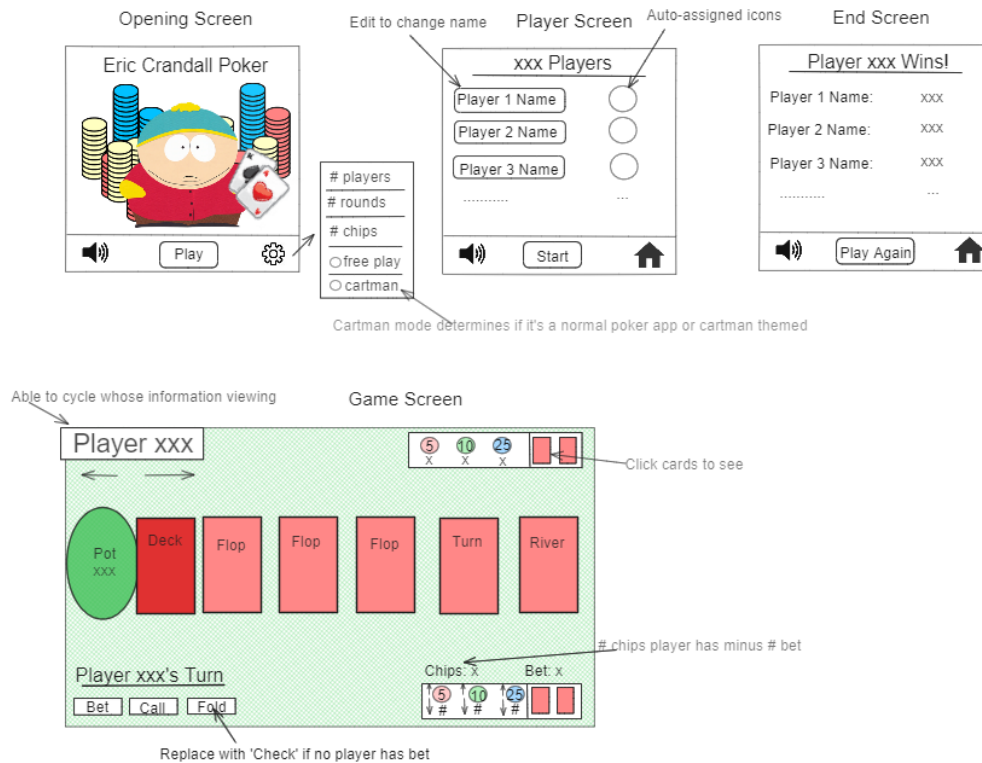 Opening Screen
Edit to change name
Player Screen
Auto-assigned icons
End Screen
Eric Crandall Poker
xxx Players
Player xxx Wins!
Player 1 Name
Player 2 Name
Player 3 Name
...........
...
Player 1 Name: xxx
Player 2 Name: xxx
Player 3 Name: xxx
........... ...
# players
# rounds
# chips
free play
cartman
Play
Start
Play Again
Cartman mode determines if it's a normal poker app or cartman themed
Able to cycle whose information viewing
Game Screen
Player xxx
5 10 25
x x x
Click cards to see
Pot
xxx
Deck
Flop
Flop
Flop
Turn
River
# chips player has minus # bet
Player xxx's Turn
Chips: x Bet: x
Bet Call Fold
5 10 25
# # #
Replace with 'Check' if no player has bet